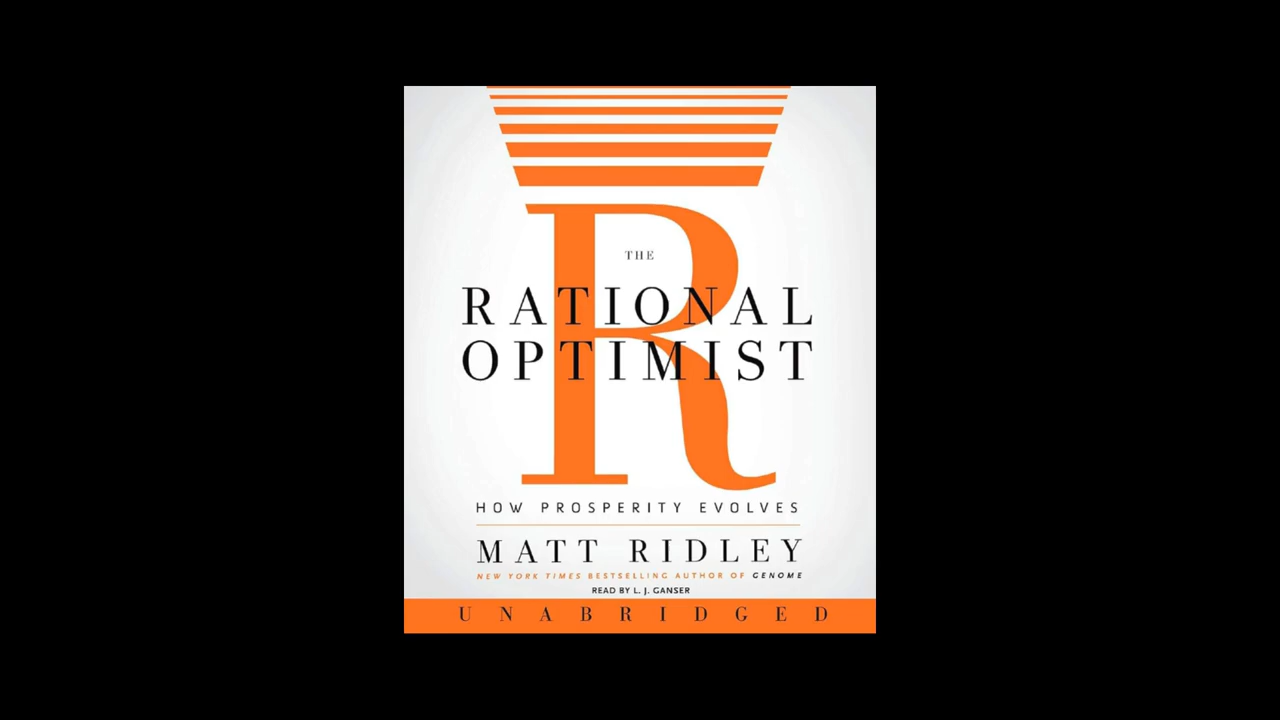 THE
RATIONAL
OPTIMIST
HOW PROSPERITY EVOLVES
MATT RIDLEY
NEW YORK TIMES BESTSELLING AUTHOR OF GENOME
READ BY L. J. GANSER
UNABRIDGED